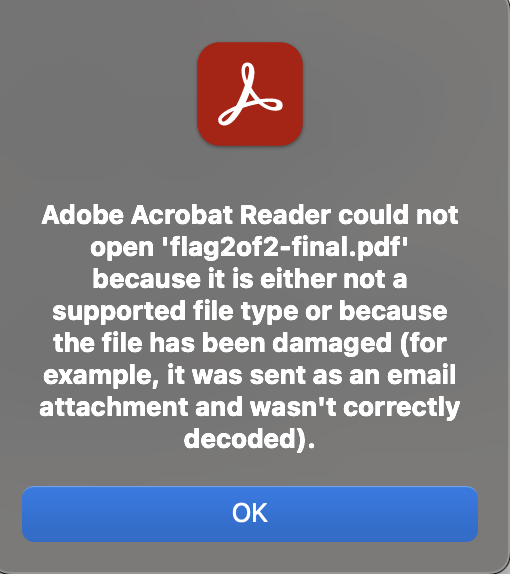 Adobe Acrobat Reader could not
open 'flag2of2-final.pdf'
because it is either not a
supported file type or because
the file has been damaged (for
example, it was sent as an email
attachment and wasn't correctly
decoded).
OK